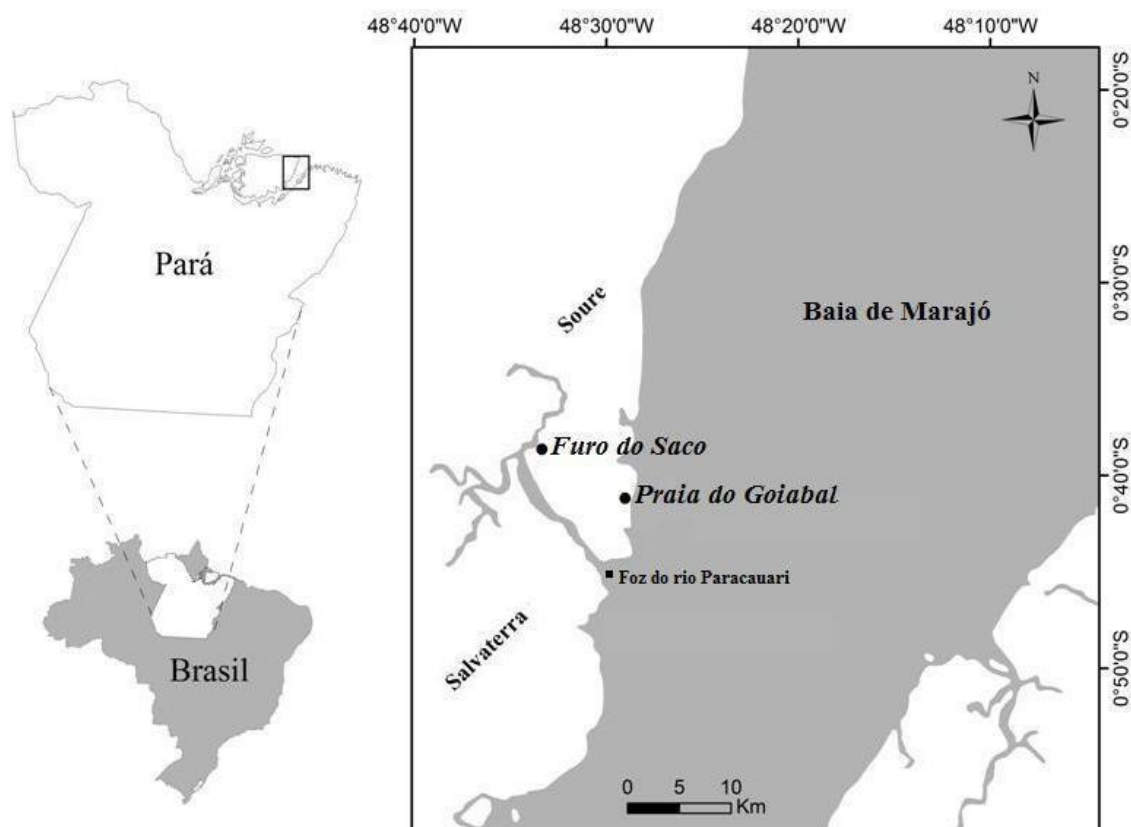 48°40'0"W 48°30'0"W 48°20'0"W 48°10'0"W
N
0°20'0"S
Pará
Soure
0°30'0"S
Baia de Marajó
Furo do Saco
0°40'0"S
Praia do Goiabal
Foz do rio Paracauari
Salvaterra
Brasil
0°50'0"S
0 5 10
Km